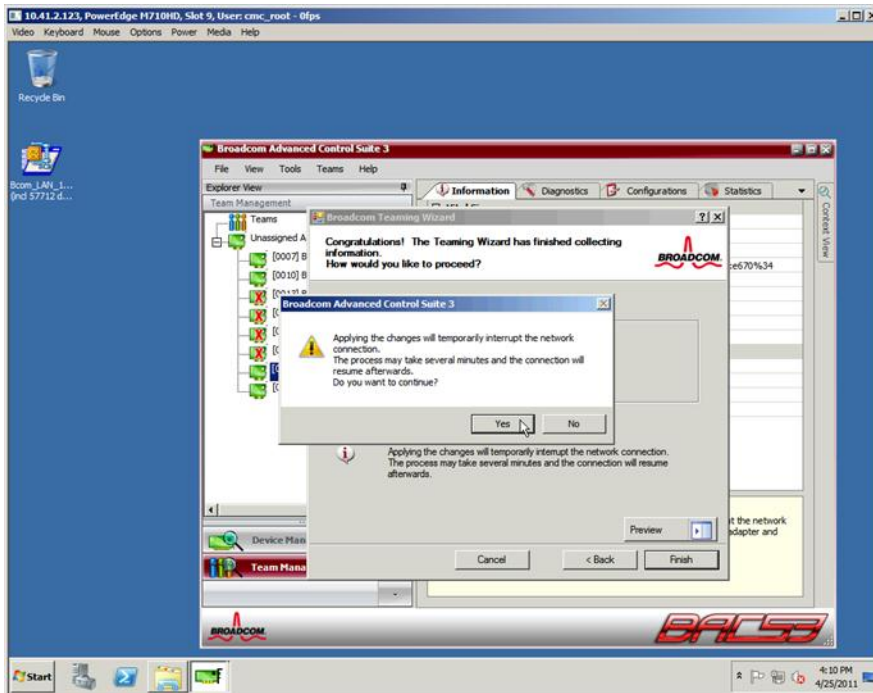 10.41.2.123, PowerEdge M710HD, Slot 9, User: cmc_root - 0fps
Video Keyboard Mouse Options Power Media Help
Recycle Bin
Bcom_LAN_1...
(incl 57712 d...
Broadcom Advanced Control Suite 3
File View Tools Teams Help
Explorer View
Information Diagnostics Configurations Statistics
Context View
Team Management
Teams
Unassigned A
[0007] B
[0010] B
Broadcom Teaming Wizard
Congratulations! The Teaming Wizard has finished collecting
information.
How would you like to proceed?
BROADCOM.
:e670%34
Broadcom Advanced Control Suite 3
Applying the changes will temporarily interrupt the network
connection.
The process may take several minutes and the connection will
resume afterwards.
Do you want to continue?
Yes No
Applying the changes will temporarily interrupt the network connection.
The process may take several minutes and the connection will resume
afterwards.
Preview
Cancel < Back Finish
it the network
adapter and
Device Man
Team Mana
BROADCOM.
BACS3
Start
4:10 PM
4/25/2011